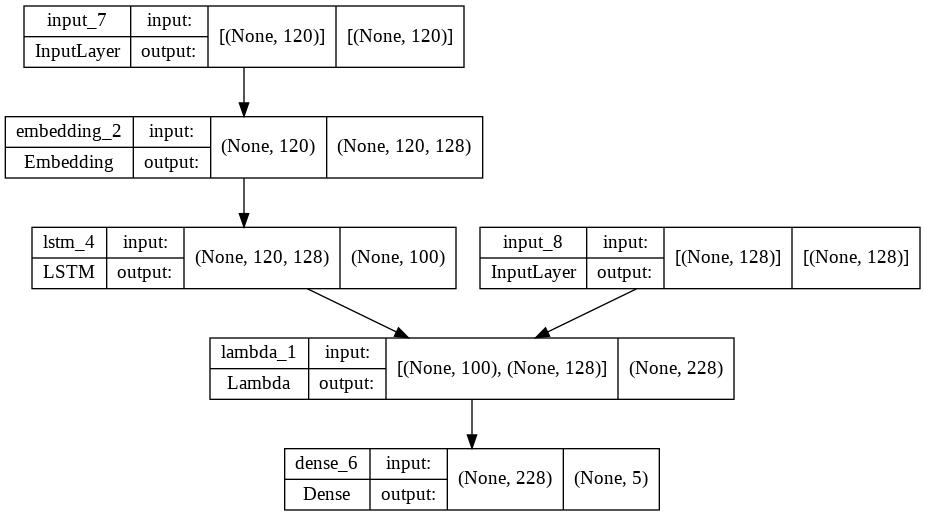 input_7 input: [(None, 120)] [(None, 120)]
InputLayer output:
embedding_2 input: (None, 120) (None, 120, 128)
Embedding output:
lstm_4 input: (None, 120, 128) (None, 100)
LSTM output:
input_8 input: [(None, 128)] [(None, 128)]
InputLayer output:
lambda_1 input: [(None, 100), (None, 128)] (None, 228)
Lambda output:
dense_6 input: (None, 228) (None, 5)
Dense output: